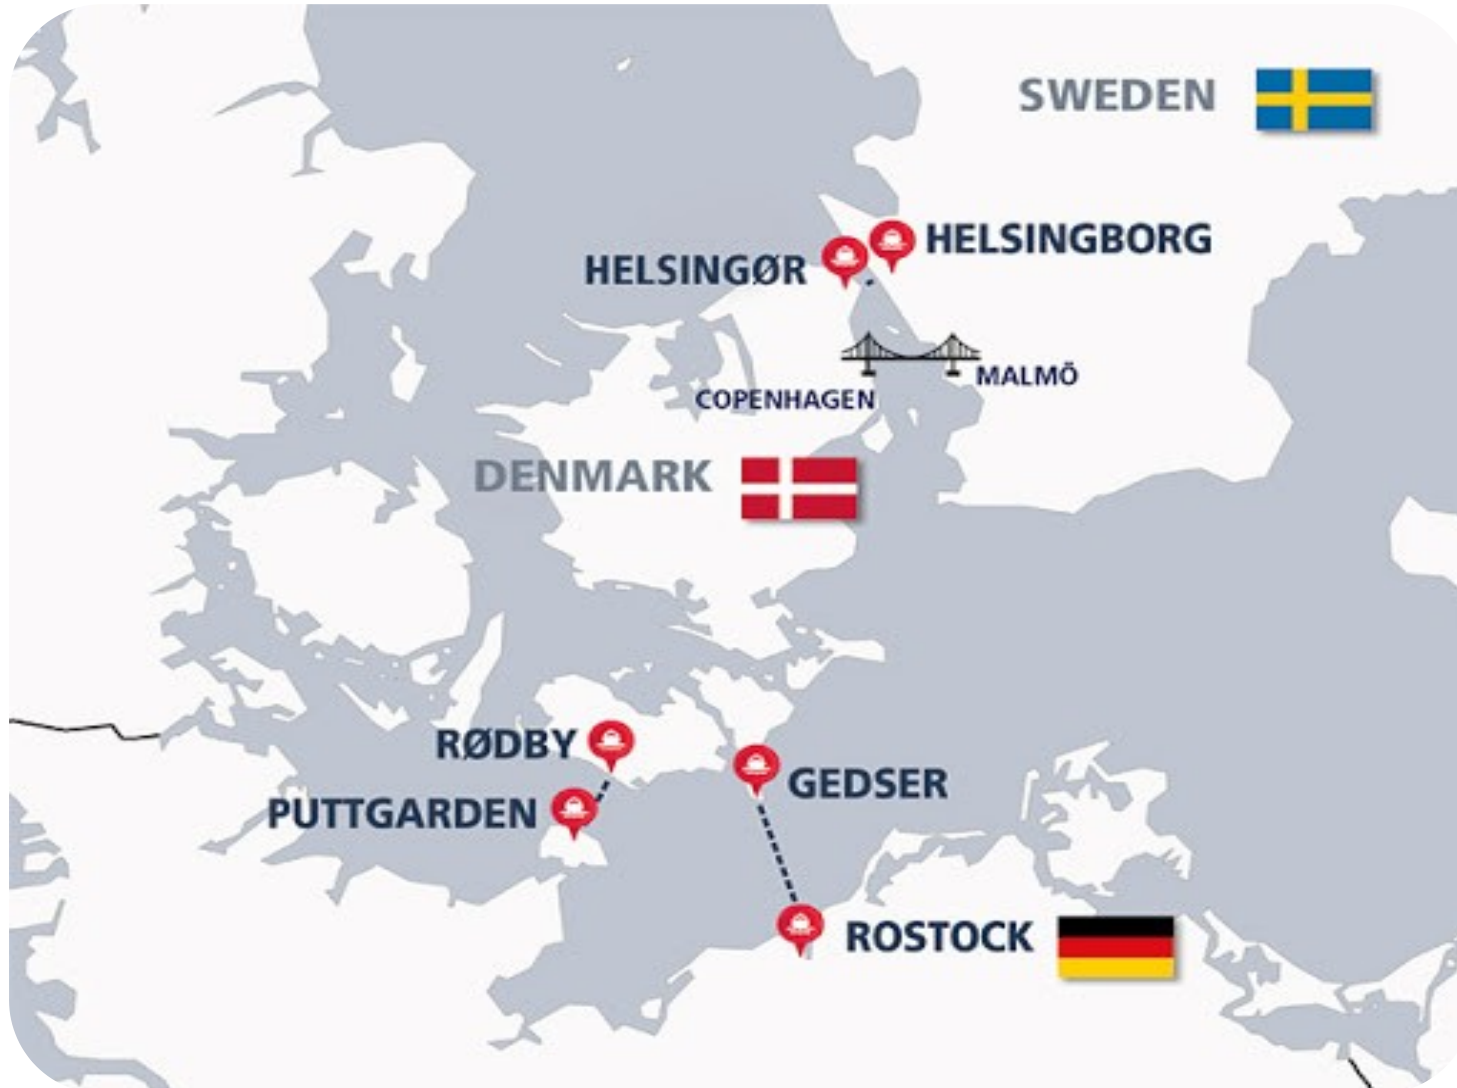 SWEDEN
HELSINGBORG
HELSINGØR
MALMÖ
COPENHAGEN
DENMARK
RØDBY
GEDSER
PUTTGARDEN
ROSTOCK